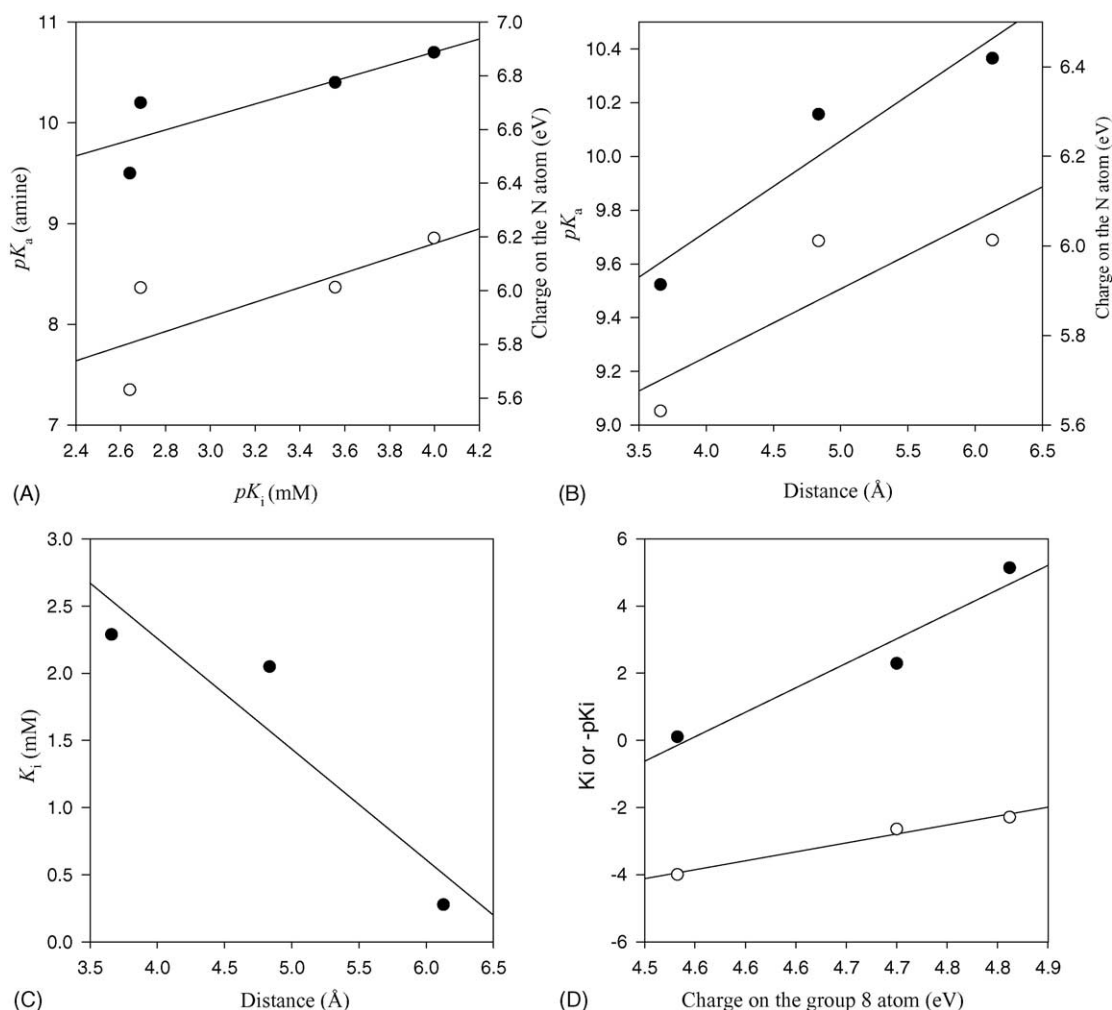 11
10
9
8
7
pKa (amine)
7.0
6.8
6.6
6.4
6.2
6.0
5.8
5.6
Charge on the N atom (eV)
2.4 2.6 2.8 3.0 3.2 3.4 3.6 3.8 4.0 4.2
(A)
pKi (mM)
10.4
10.2
10.0
9.8
9.6
9.4
9.2
9.0
pKa
6.4
6.2
6.0
5.8
5.6
Charge on the N atom (eV)
3.5 4.0 4.5 5.0 5.5 6.0 6.5
(B)
Distance (Å)
3.0
2.5
2.0
1.5
1.0
0.5
0.0
Ki (mM)
3.5 4.0 4.5 5.0 5.5 6.0 6.5
(C)
Distance (Å)
6
4
2
0
-2
-4
-6
Ki or -pKi
4.5 4.6 4.6 4.7 4.8 4.9
(D)
Charge on the group 8 atom (eV)